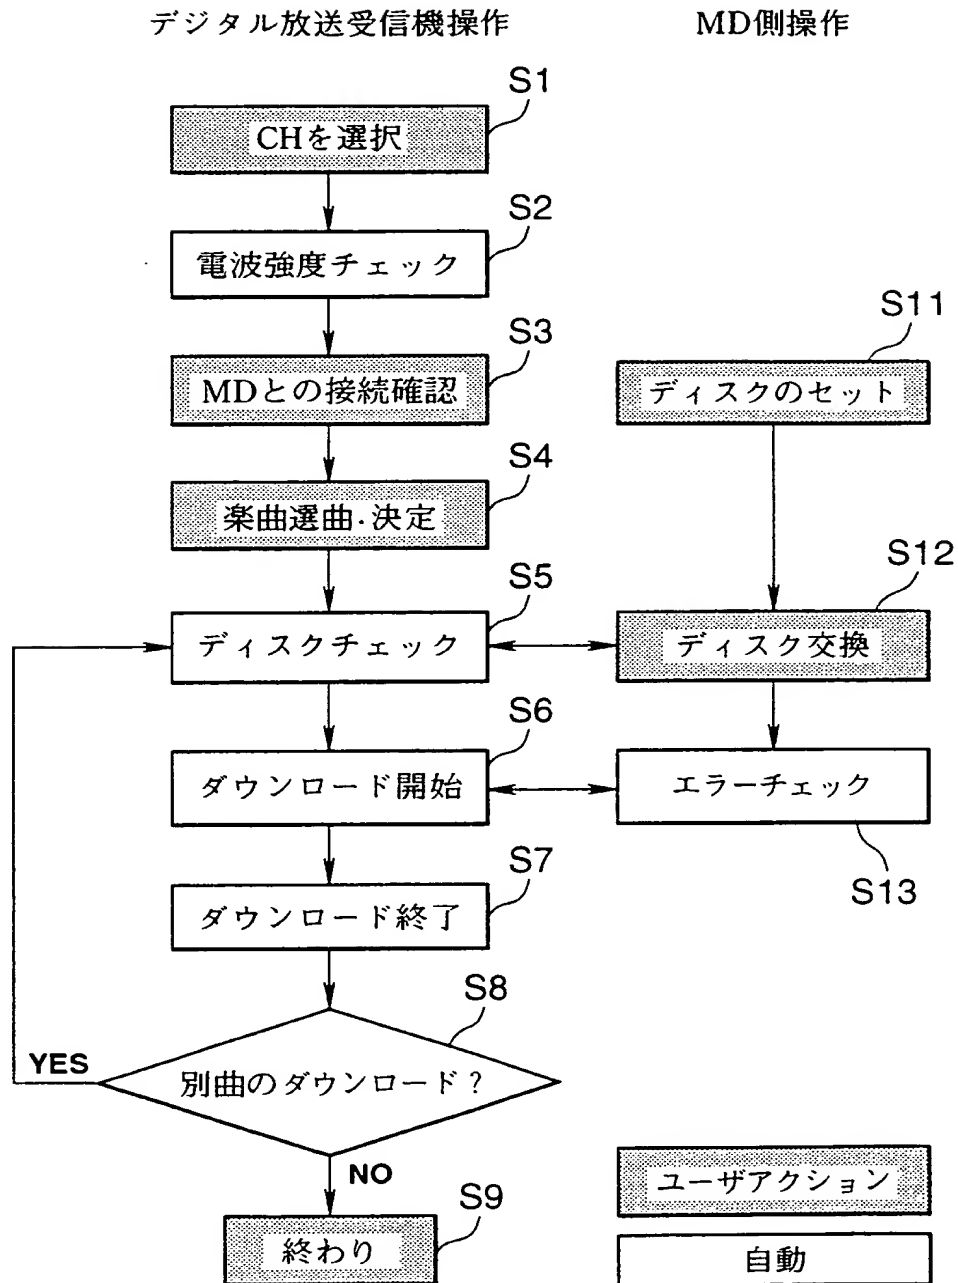 デジタル放送受信機操作
MD側操作
S1
CHを選択
S2
電波強度チェック
S3
MDとの接続確認
S11
ディスクのセット
S4
楽曲選曲·決定
S5
ディスクチェック
S12
ディスク交換
S6
ダウンロード開始
エラーチェック
S13
S7
ダウンロード終了
S8
別曲のダウンロード?
YES
NO
S9
終わり
ユーザアクション
自動